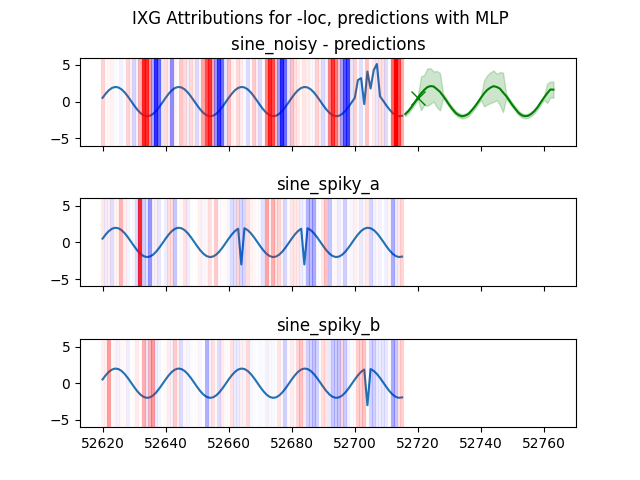 IXG Attributions for -loc, predictions with MLP
sine_noisy - predictions
5
0
−5
sine_spiky_a
5
0
−5
sine_spiky_b
5
0
−5
52620 52640 52660 52680 52700 52720 52740 52760